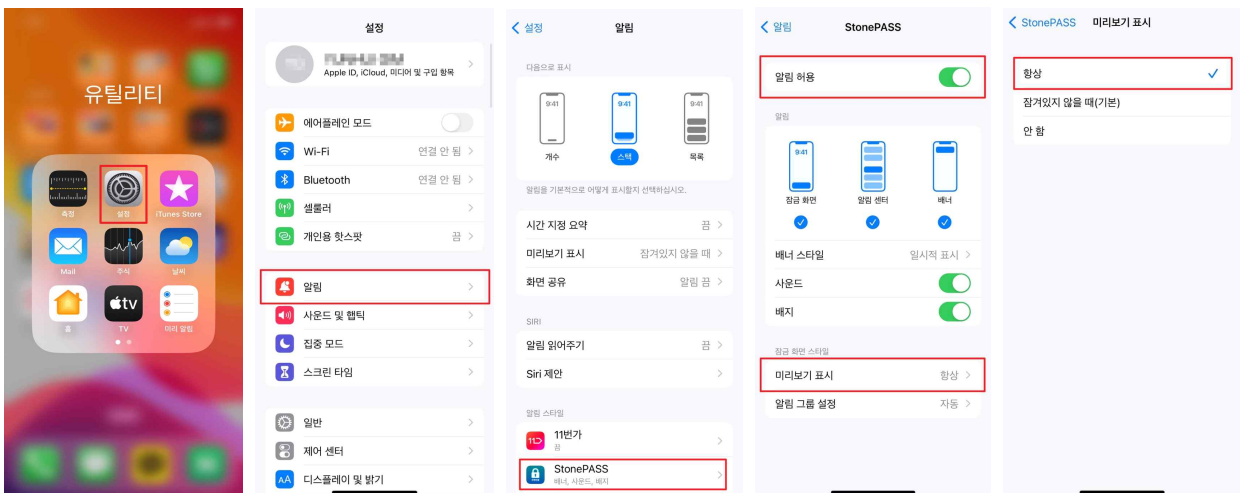 유틸리티
측정
설정
iTunes Store
Mail
주식
날씨
홈
TV
미리 알림
tv
설정
Apple ID, iCloud, 미디어 및 구입 항목
에어플레인 모드
Wi-Fi
연결 안 됨
Bluetooth
연결 안 됨
셀룰러
개인용 핫스팟
끔
알림
사운드 및 햅틱
집중 모드
스크린 타임
일반
제어 센터
AA
디스플레이 및 밝기
설정
알림
다음으로 표시
9:41
9:41
9:41
개수
스택
목록
알림을 기본적으로 어떻게 표시할지 선택하십시오.
시간 지정 요약
끔
미리보기 표시
잠겨있지 않을 때
화면 공유
알림 끔
SIRI
알림 읽어주기
끔
Siri 제안
알림 스타일
11번가
끔
StonePASS
배너, 사운드, 배지
알림
StonePASS
알림 허용
알림
9:41
잠금 화면
알림 센터
배너
배너 스타일
일시적 표시
사운드
배지
잠금 화면 스타일
미리보기 표시
항상
알림 그룹 설정
자동
StonePASS
미리보기 표시
항상
잠겨있지 않을 때(기본)
안 함